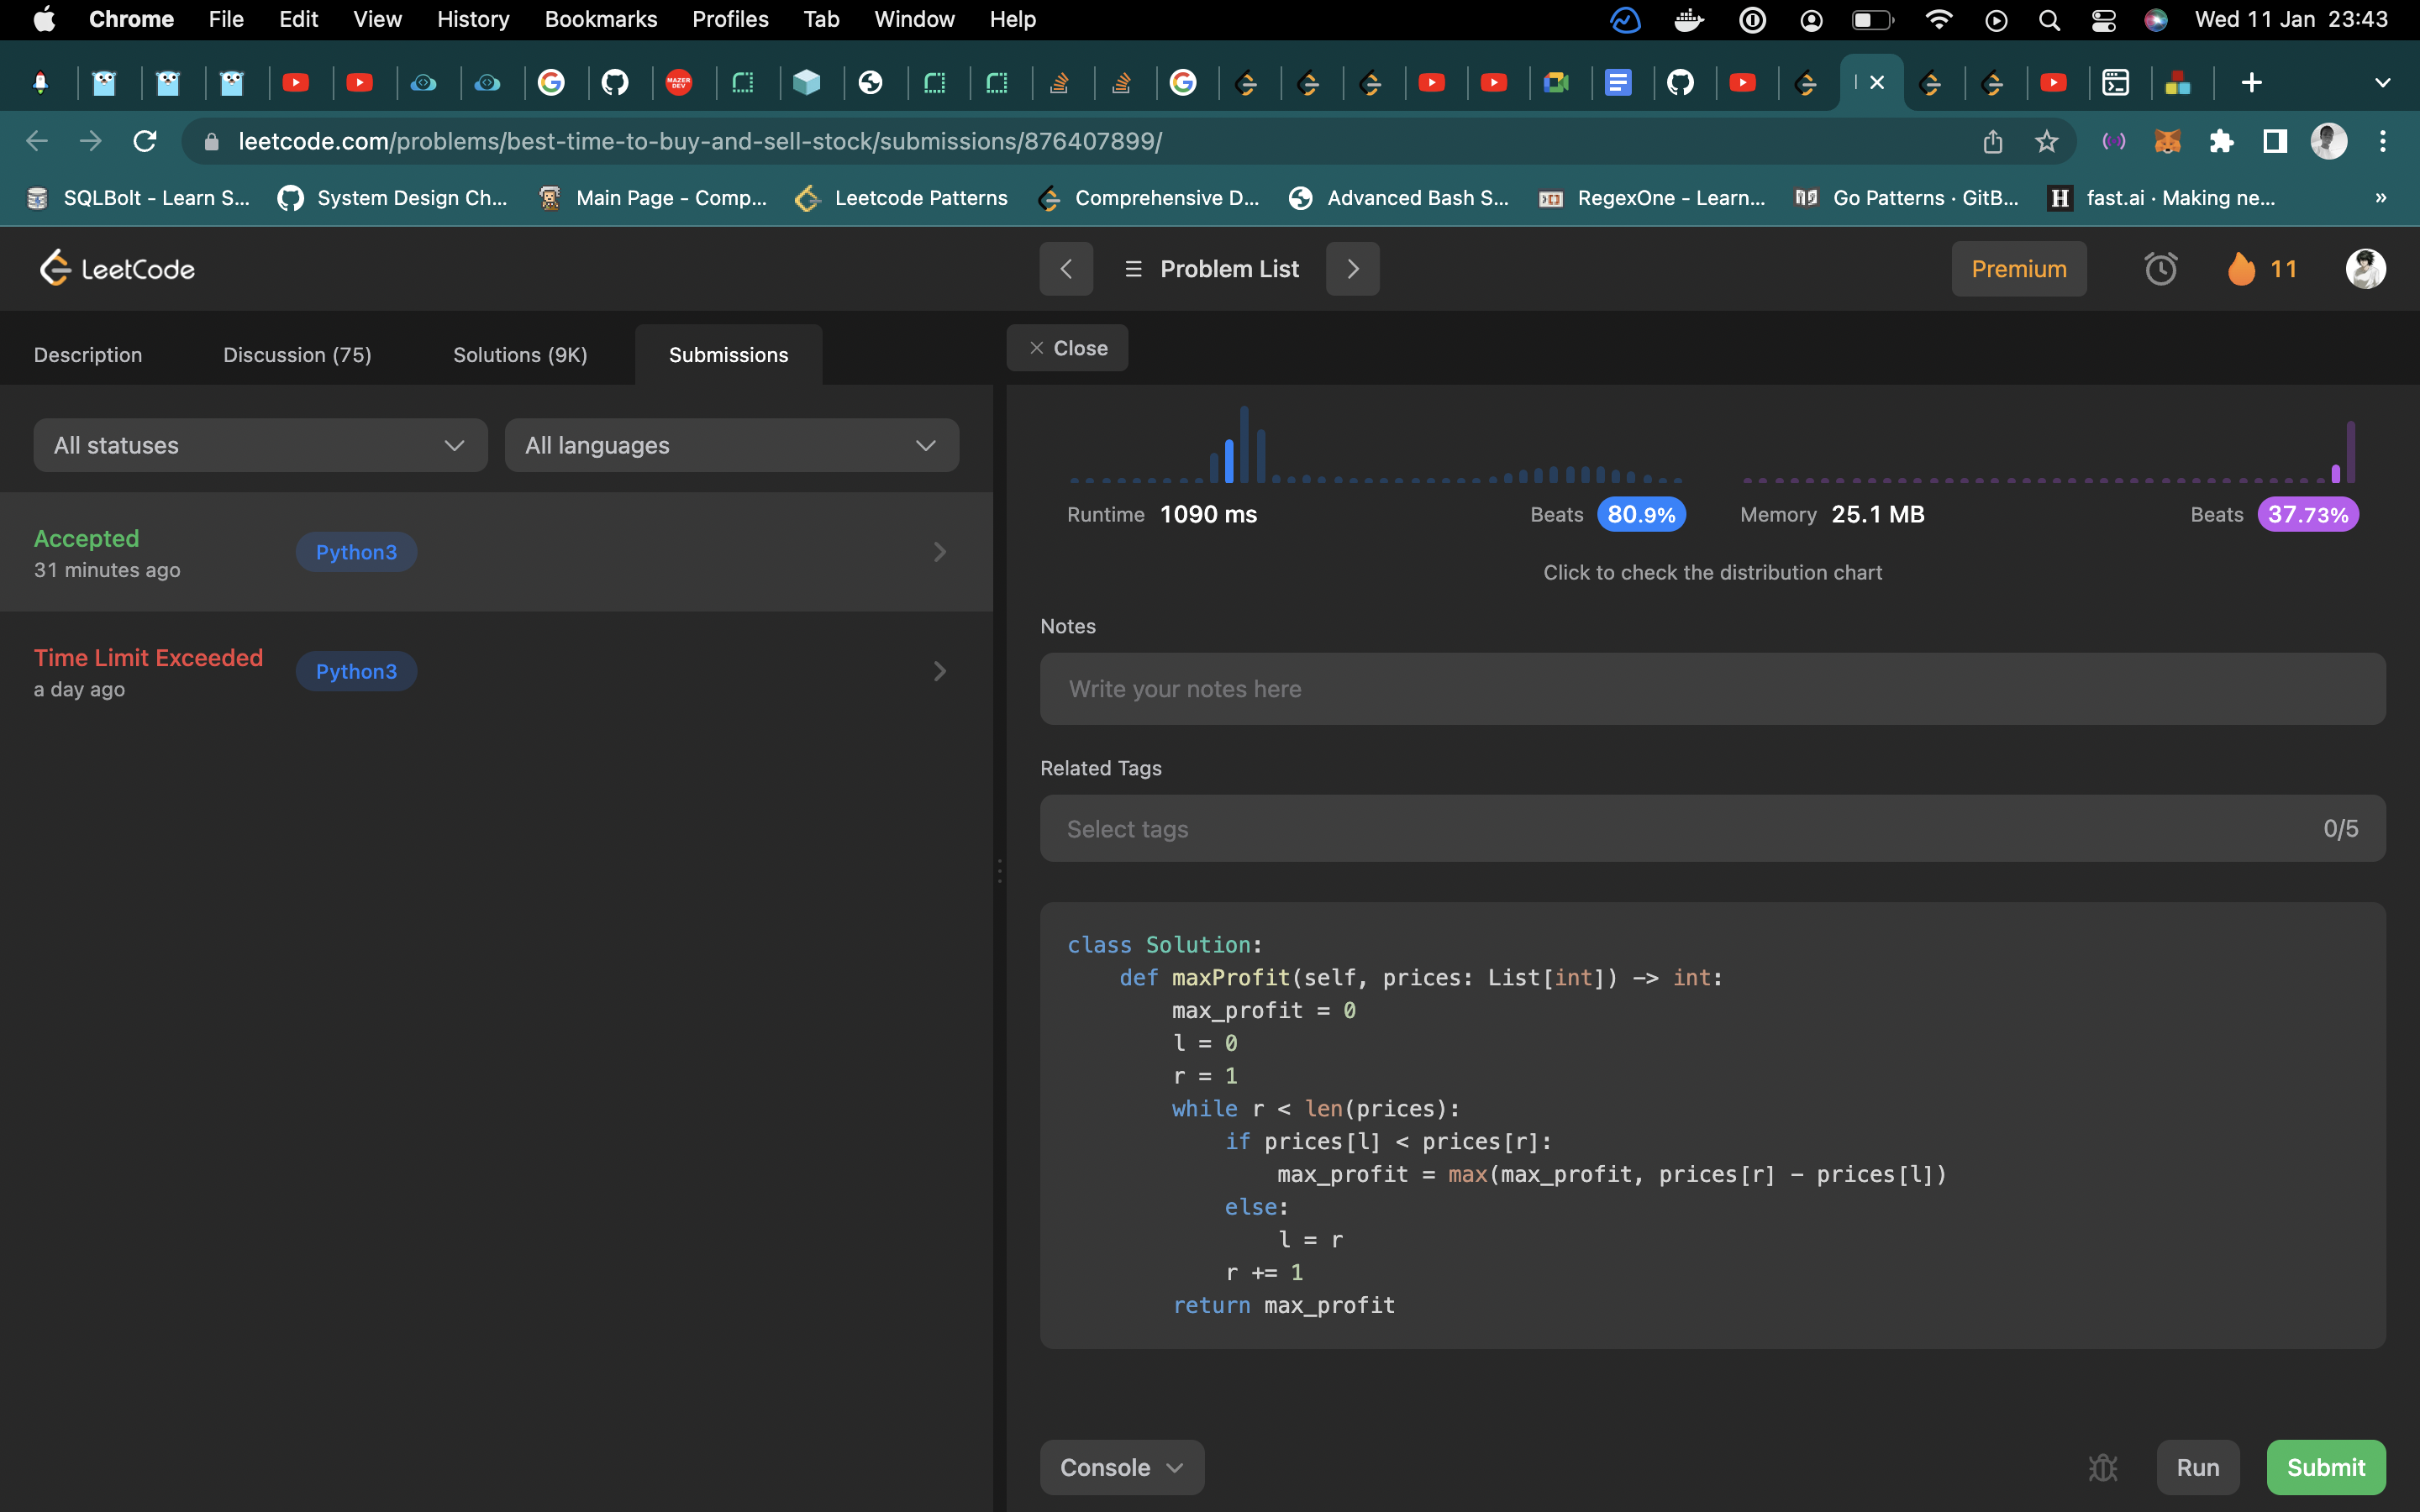 Chrome File Edit View History Bookmarks Profiles Tab Window Help Wed 11 Jan 23:43
MAZER DEV
leetcode.com/problems/best-time-to-buy-and-sell-stock/submissions/876407899/
SQLBolt - Learn S... System Design Ch... Main Page - Comp... Leetcode Patterns Comprehensive D... Advanced Bash S... RegexOne - Learn... Go Patterns · GitB... fast.ai · Making ne... »
LeetCode Problem List Premium 11
Description Discussion (75) Solutions (9K) Submissions
Close
All statuses All languages
Accepted Python3
31 minutes ago
Time Limit Exceeded Python3
a day ago
Runtime 1090 ms Beats 80.9% Memory 25.1 MB Beats 37.73%
Click to check the distribution chart
Notes
Write your notes here
Related Tags
Select tags 0/5
class Solution:
    def maxProfit(self, prices: List[int]) -> int:
        max_profit = 0
        l = 0
        r = 1
        while r < len(prices):
            if prices[l] < prices[r]:
                max_profit = max(max_profit, prices[r] - prices[l])
            else:
                l = r
            r += 1
        return max_profit
Console Run Submit